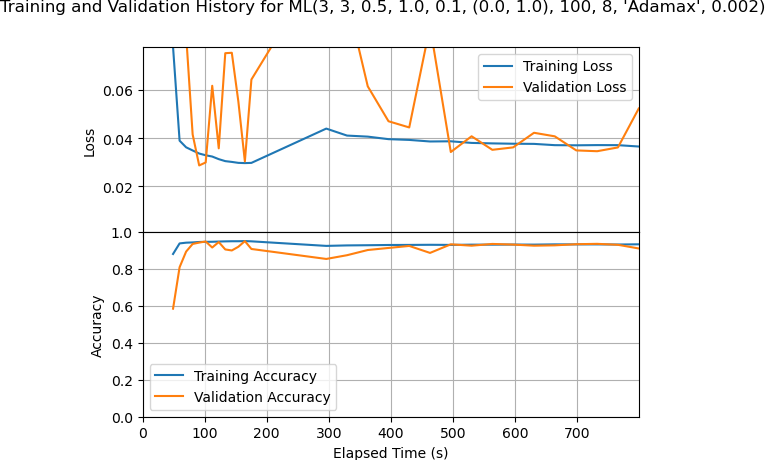 Training and Validation History for ML(3, 3, 0.5, 1.0, 0.1, (0.0, 1.0), 100, 8, 'Adamax', 0.002)
Training Loss
Validation Loss
0.06
0.04
0.02
Loss
1.0
0.8
0.6
0.4
0.2
0.0
Accuracy
Training Accuracy
Validation Accuracy
0 100 200 300 400 500 600 700
Elapsed Time (s)